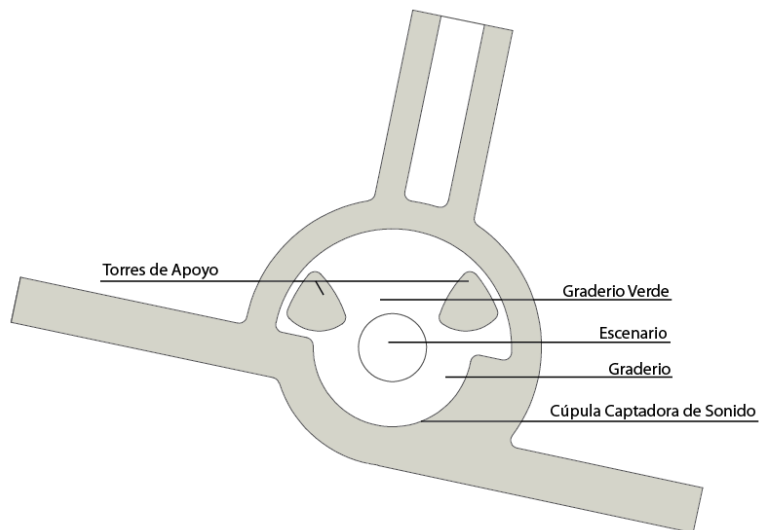 Torres de Apoyo
Graderio Verde
Escenario
Graderio
Cúpula Captadora de Sonido